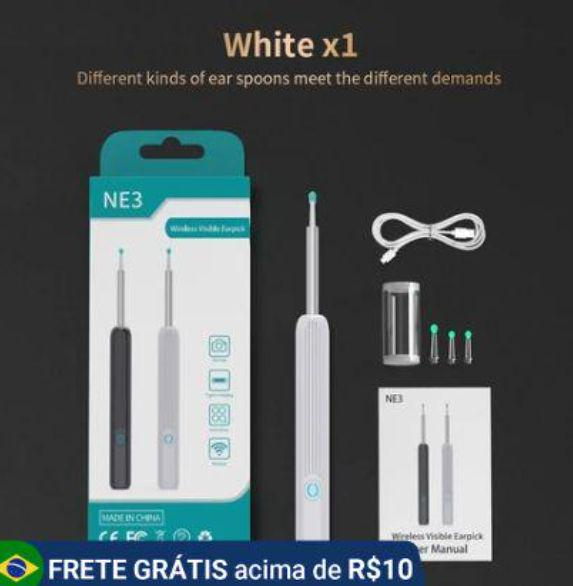 White x1
Different kinds of ear spoons meet the different demands
NE3
Wireless Visible Earpick
MADE IN CHINA
NE3
Wireless Visible Earpick
er Manual
FRETE GRÁTIS acima de R$10